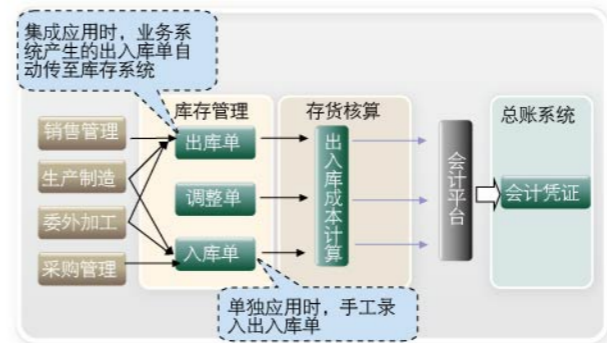 集成应用时，业务系
统产生的出入库单自
动传至库存系统
库存管理
存货核算
总账系统
销售管理
生产制造
委外加工
采购管理
出库单
调整单
入库单
出入库成本计算
会计平台
会计凭证
单独应用时，手工录
入出入库单